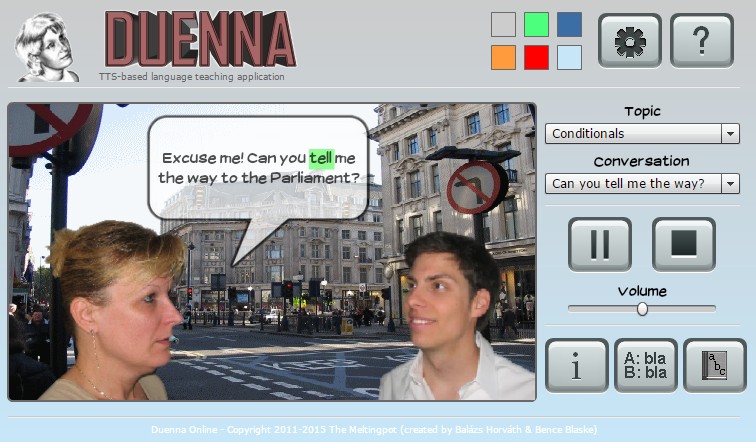 DUENNA
TTS-based language teaching application
?
Excuse me! Can you tell me
the way to the Parliament?
Topic
Conditionals
Conversation
Can you tell me the way?
Volume
i
A: bla
B: bla
a
b
c
Duenna Online - Copyright 2011-2015 The Meltingpot (created by Balázs Horváth & Bence Blaske)